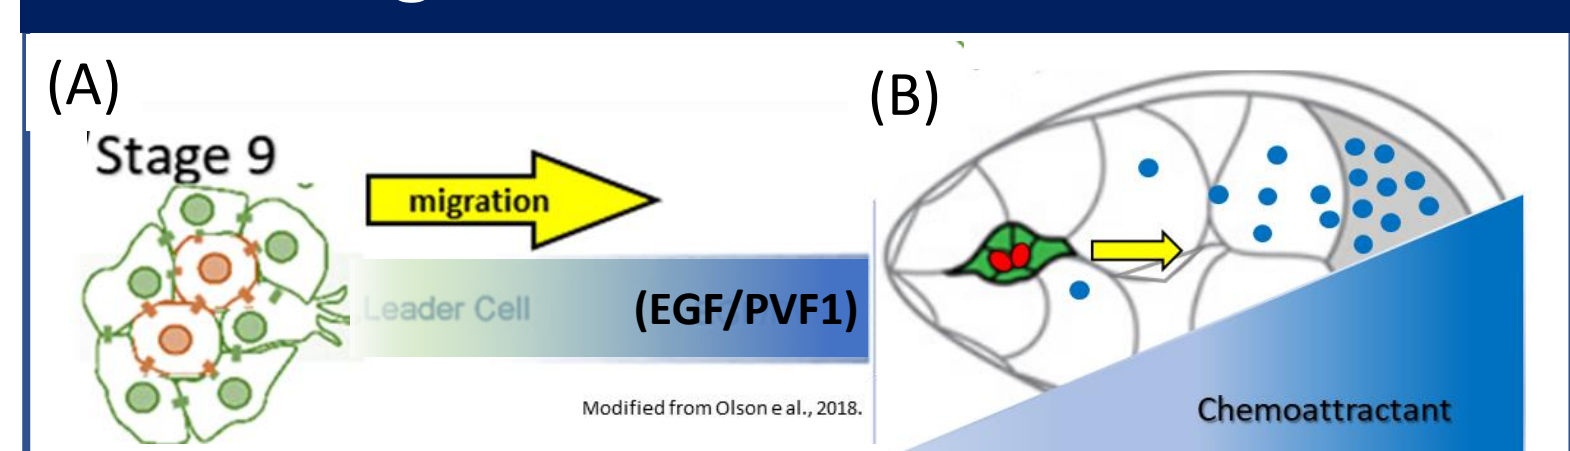 (A)
Stage 9
migration
Leader Cell
(EGF/PVF1)
Modified from Olson e al., 2018.
(B)
Chemoattractant